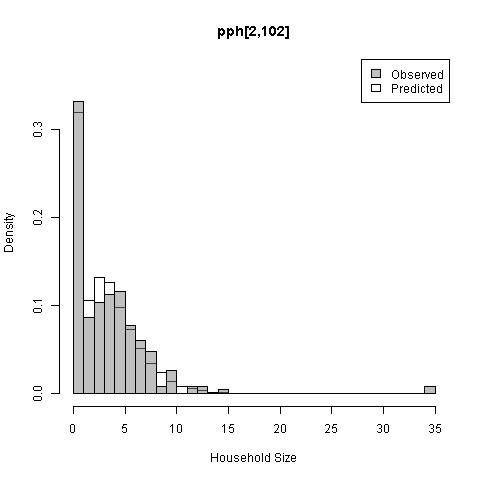 pph[2,102]
Observed
Predicted
Density
0.3
0.2
0.1
0.0
0 5 10 15 20 25 30 35
Household Size